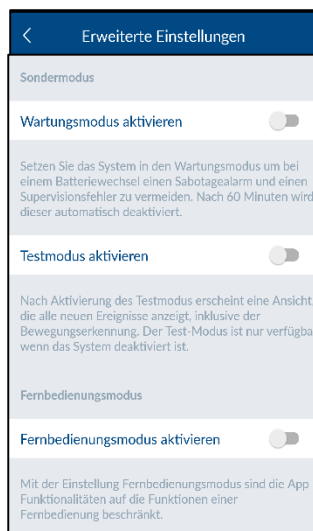 Erweiterte Einstellungen
Sondermodus
Wartungsmodus aktivieren
Setzen Sie das System in den Wartungsmodus um bei
einem Batteriewechsel einen Sabotagealarm und einen
Supervisionsfehler zu vermeiden. Nach 60 Minuten wird
dieser automatisch deaktiviert.
Testmodus aktivieren
Nach Aktivierung des Testmodus erscheint eine Ansicht,
die alle neuen Ereignisse anzeigt, inklusive der
Bewegungserkennung. Der Test-Modus ist nur verfügba
wenn das System deaktiviert ist.
Fernbedienungsmodus
Fernbedienungsmodus aktivieren
Mit der Einstellung Fernbedienungsmodus sind die App
Funktionalitäten auf die Funktionen einer
Fernbedienung beschränkt.